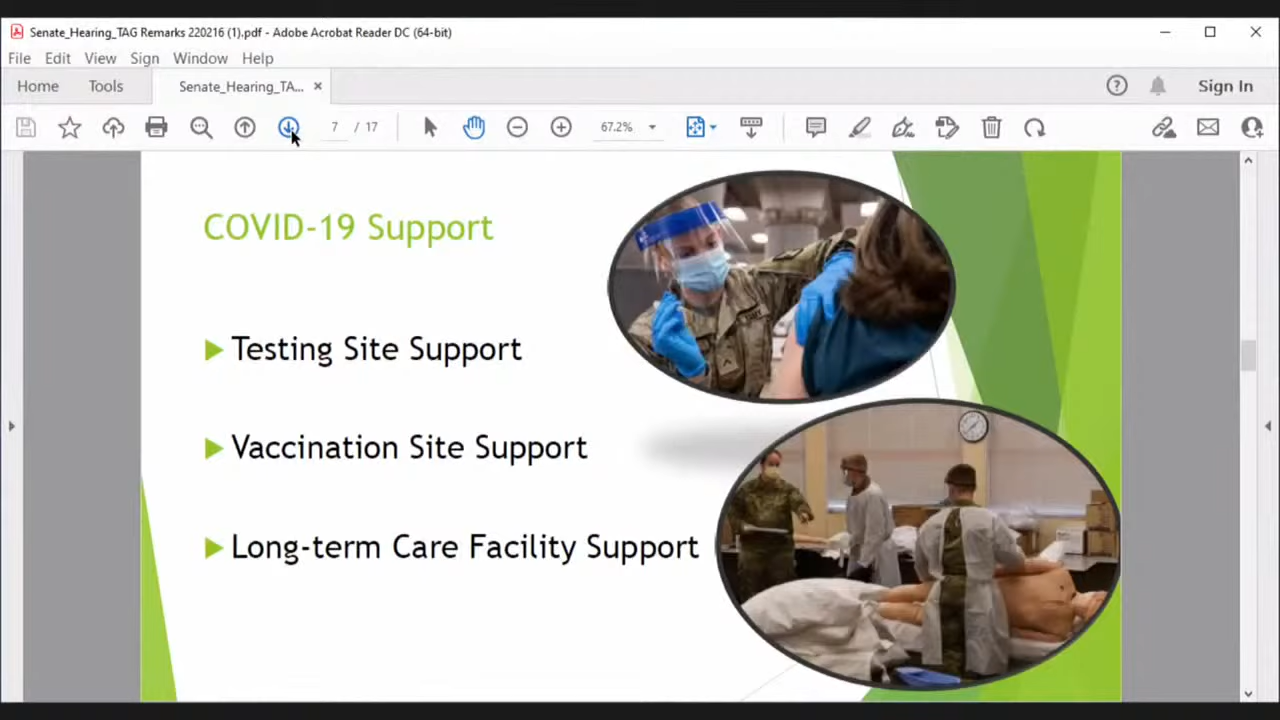 Senate_Hearing_TAG Remarks 220216 (1).pdf - Adobe Acrobat Reader DC (64-bit)
File Edit View Sign Window Help
Home Tools Senate_Hearing_TA... × Sign In
7 / 17 67.2%
COVID-19 Support
Testing Site Support
Vaccination Site Support
Long-term Care Facility Support